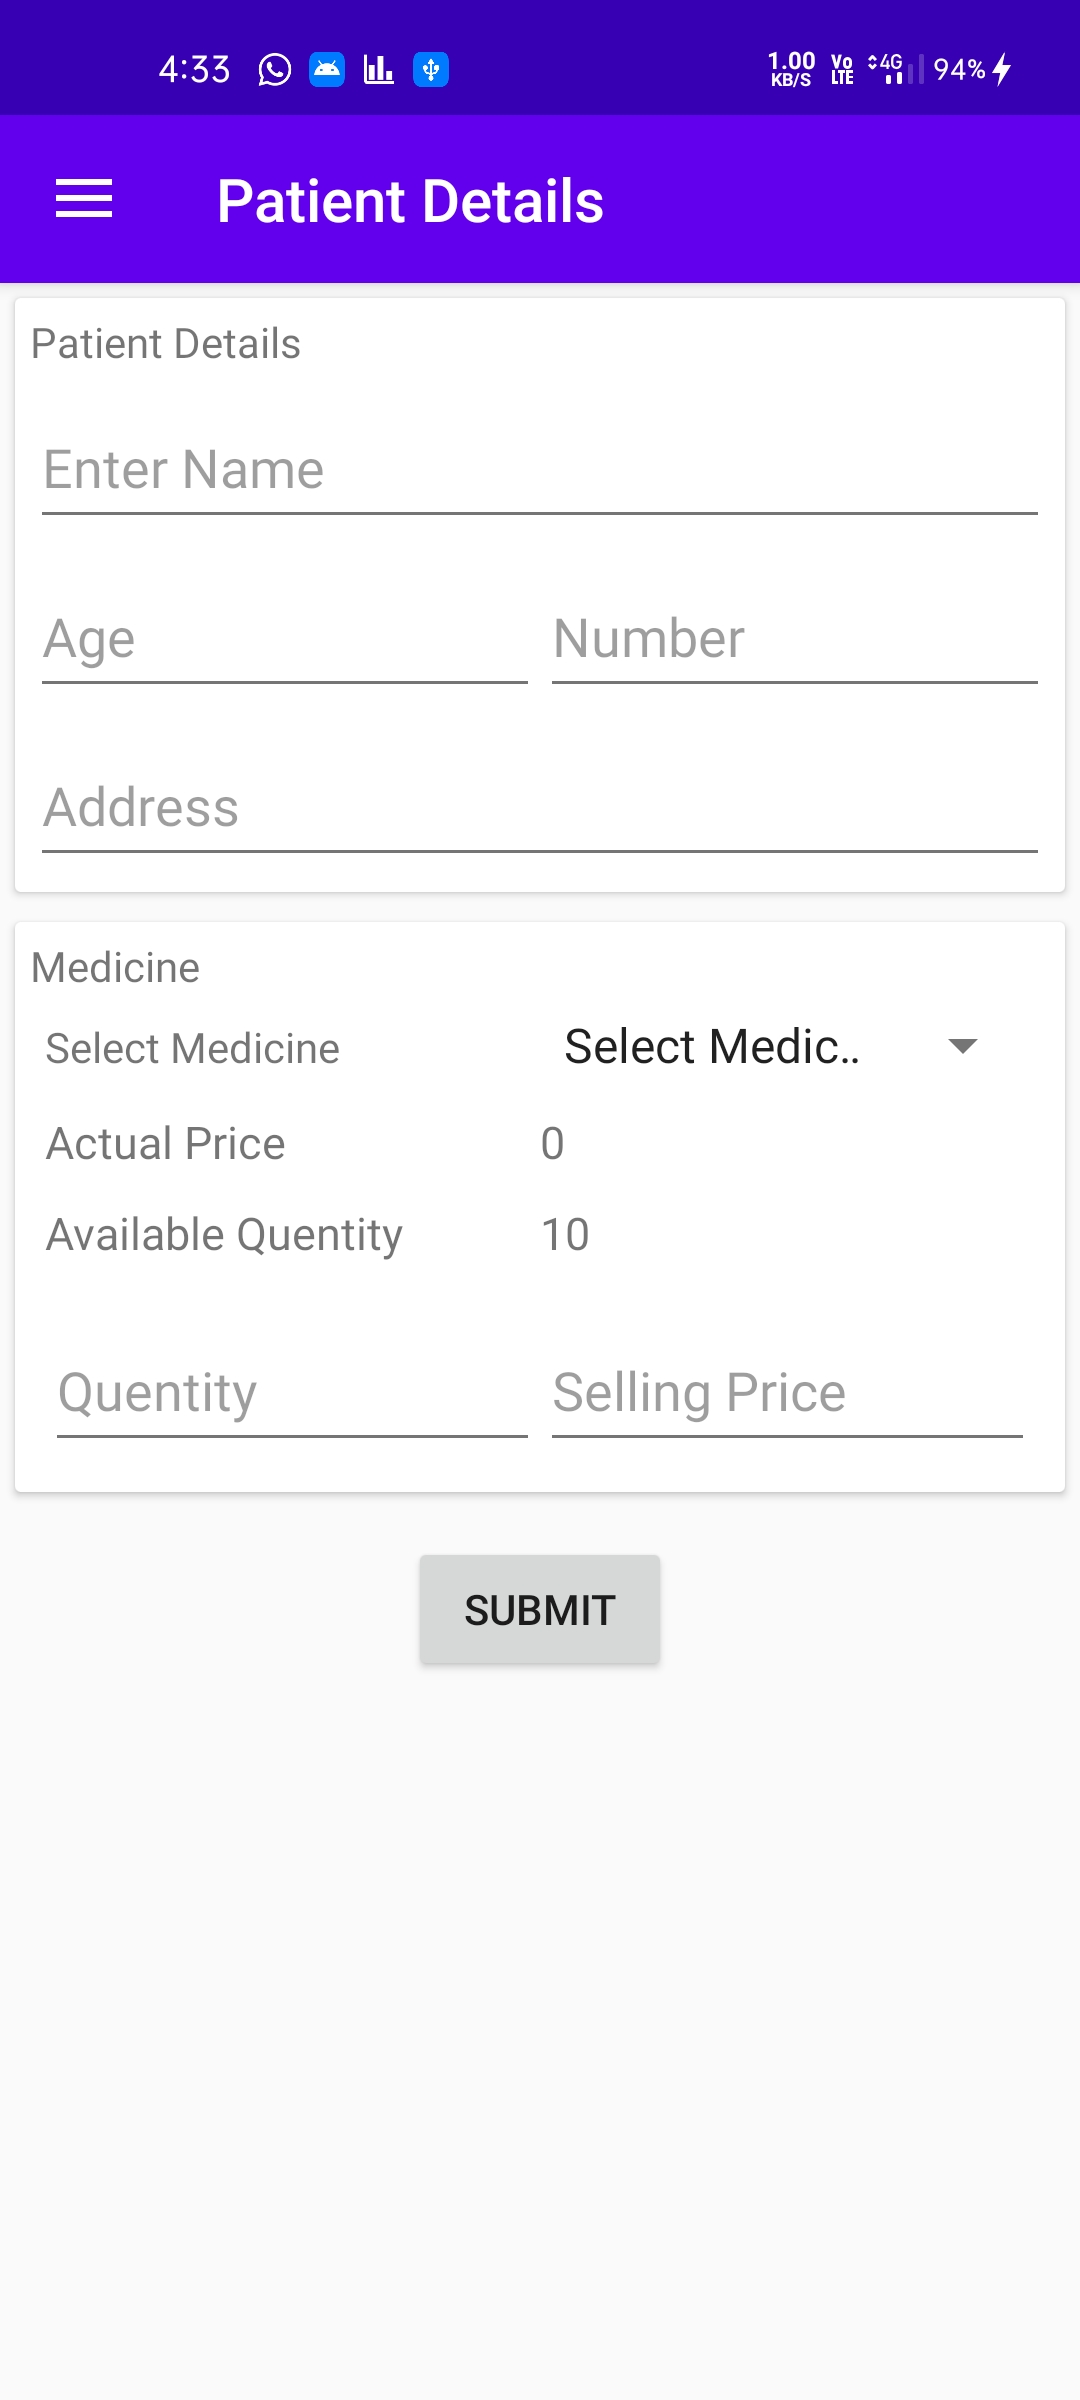 4:33 1.00 KB/S Vo LTE 4G 94%
Patient Details
Patient Details
Enter Name
Age Number
Address
Medicine
Select Medicine Select Medic..
Actual Price 0
Available Quentity 10
Quentity Selling Price
SUBMIT